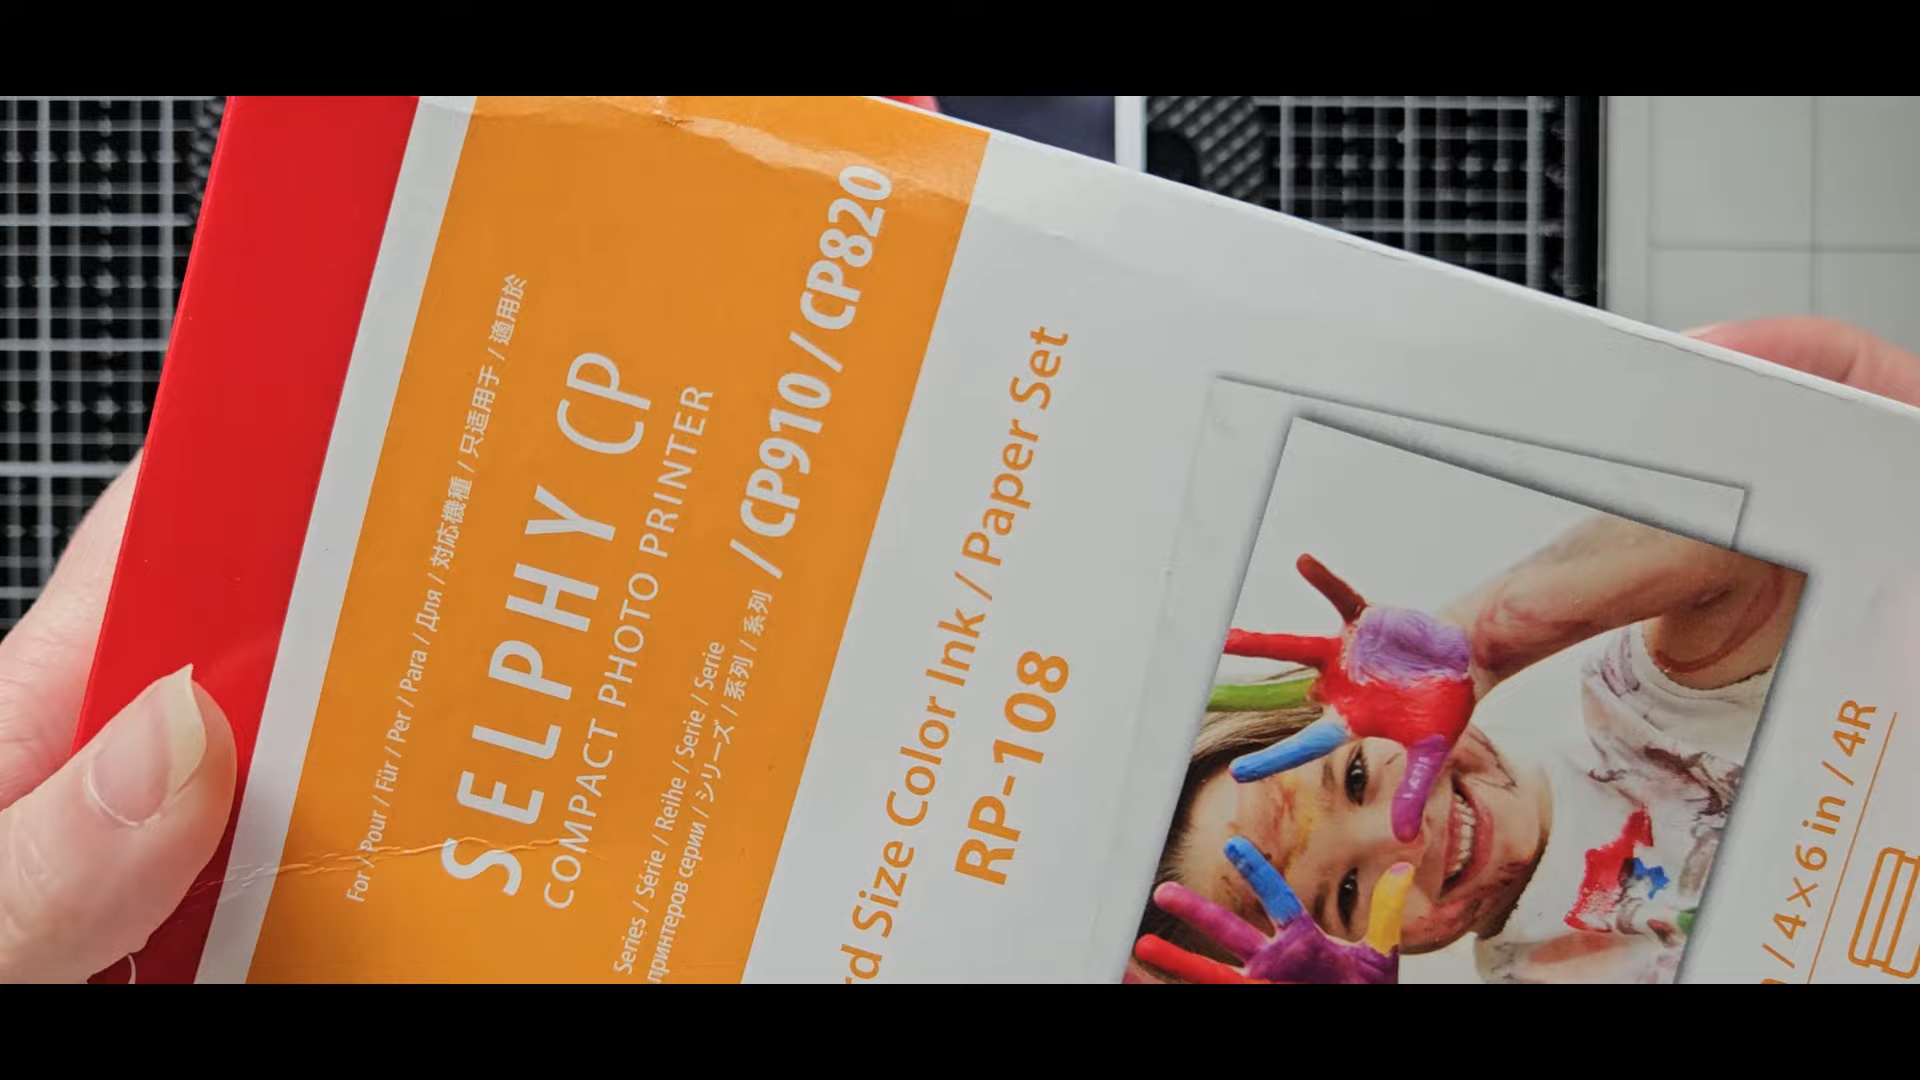 For / Pour / Für / Per / Para / Для / 対応機種 / 只适用于 / 適用於
SELPHY CP
COMPACT PHOTO PRINTER
Series / Série / Reihe / Serie / Serie
принтеров серии / シリーズ / 系列 / 系列 / CP910 / CP820
Size Color Ink / Paper Set
RP-108
/ 4×6 in / 4R